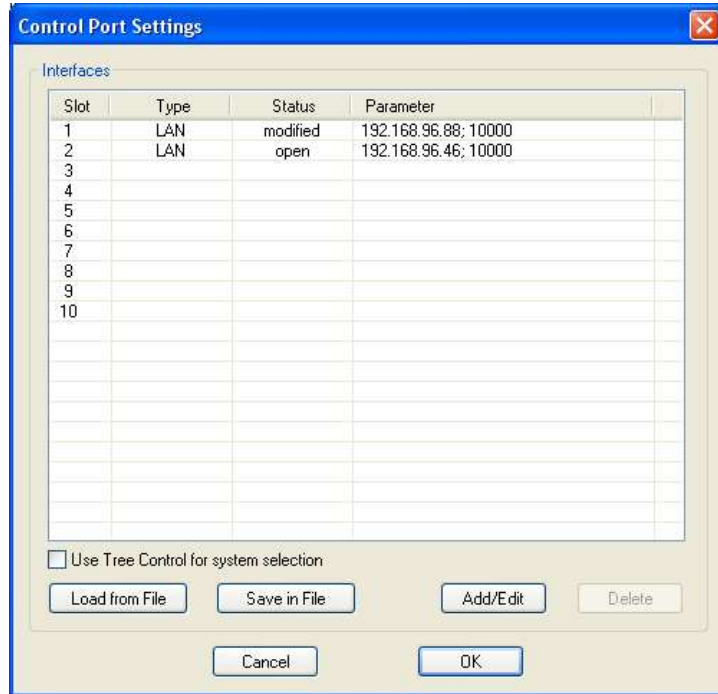 Control Port Settings
Interfaces
Slot Type Status Parameter
1 LAN modified 192.168.96.88; 10000
2 LAN open 192.168.96.46; 10000
3
4
5
6
7
8
9
10
Use Tree Control for system selection
Load from File Save in File Add/Edit Delete
Cancel OK